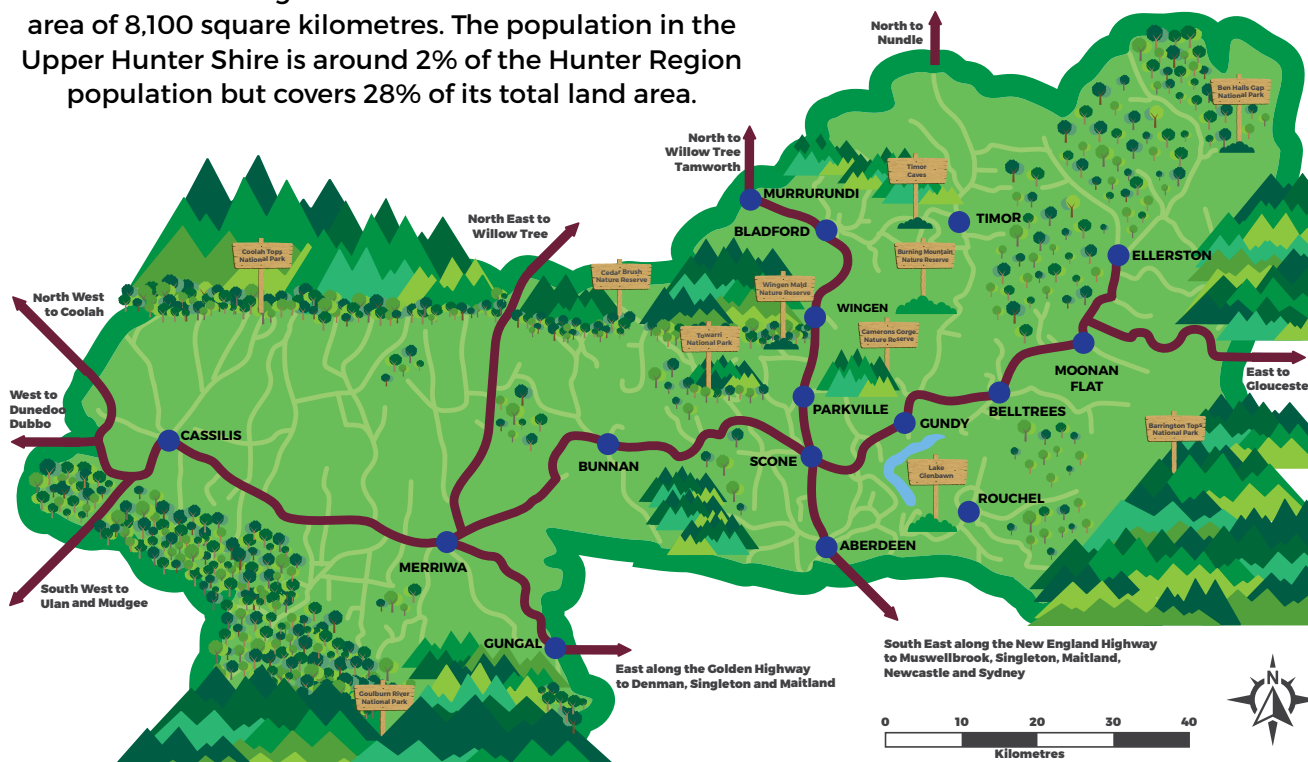 area of 8,100 square kilometres. The population in the
Upper Hunter Shire is around 2% of the Hunter Region
population but covers 28% of its total land area.
North to
Nundle
Ben Halls Gap
National Park
North to
Willow Tree
Tamworth
Timor
Caves
MURRURUNDI
TIMOR
BLADFORD
North East to
Willow Tree
Coolah Tops
National Park
Burning Mountain
Nature Reserve
ELLERSTON
Cedar Brush
Nature Reserve
Wingen Maid
Nature Reserve
North West
to Coolah
WINGEN
Towarri
National Park
Camerons Gorge
Nature Reserve
MOONAN
FLAT
East to
Glouceste
West to
Dunedoo
Dubbo
PARKVILLE
BELLTREES
GUNDY
Barrington Tops
National Park
CASSILIS
BUNNAN
SCONE
Lake
Glenbawn
ROUCHEL
ABERDEEN
MERRIWA
South West to
Ulan and Mudgee
GUNGAL
South East along the New England Highway
to Muswellbrook, Singleton, Maitland,
Newcastle and Sydney
East along the Golden Highway
to Denman, Singleton and Maitland
Goulburn River
National Park
N
0 10 20 30 40
Kilometres